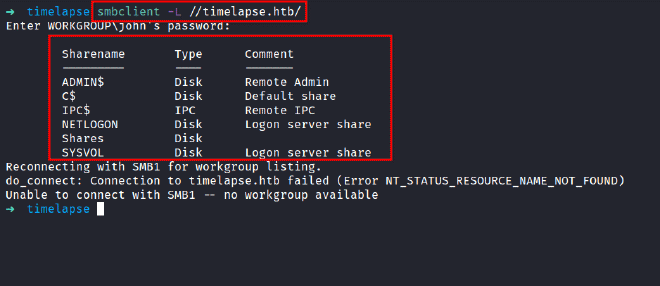 → timelapse smbclient -L //timelapse.htb/
Enter WORKGROUP\john's password:
Sharename Type Comment
--------- ---- -------
ADMIN$ Disk Remote Admin
C$ Disk Default share
IPC$ IPC Remote IPC
NETLOGON Disk Logon server share
Shares Disk
SYSVOL Disk Logon server share
Reconnecting with SMB1 for workgroup listing.
do_connect: Connection to timelapse.htb failed (Error NT_STATUS_RESOURCE_NAME_NOT_FOUND)
Unable to connect with SMB1 -- no workgroup available
→ timelapse